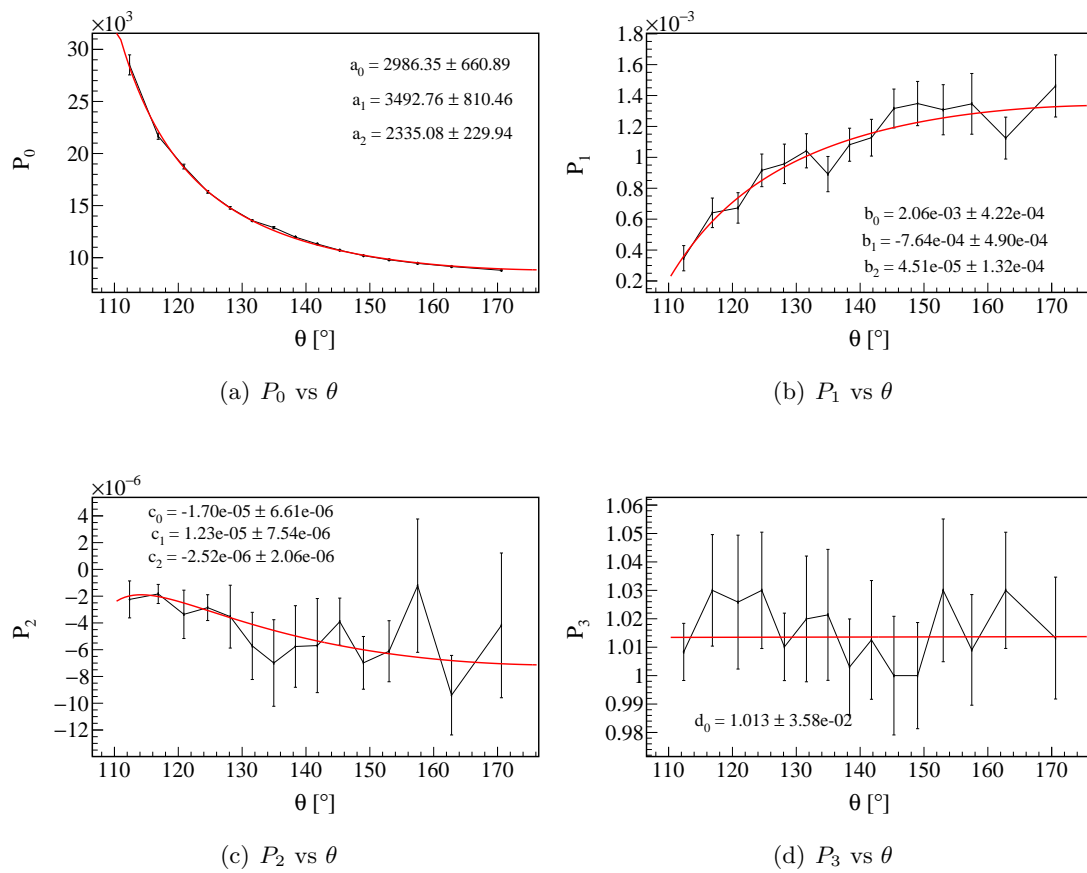 ×10³
P₀
30
25
20
15
10
a₀ = 2986.35 ± 660.89
a₁ = 3492.76 ± 810.46
a₂ = 2335.08 ± 229.94
110 120 130 140 150 160 170
θ [°]
(a) P₀ vs θ
×10⁻³
P₁
1.8
1.6
1.4
1.2
1
0.8
0.6
0.4
0.2
b₀ = 2.06e-03 ± 4.22e-04
b₁ = -7.64e-04 ± 4.90e-04
b₂ = 4.51e-05 ± 1.32e-04
110 120 130 140 150 160 170
θ [°]
(b) P₁ vs θ
×10⁻⁶
P₂
4
2
0
−2
−4
−6
−8
−10
−12
c₀ = -1.70e-05 ± 6.61e-06
c₁ = 1.23e-05 ± 7.54e-06
c₂ = -2.52e-06 ± 2.06e-06
110 120 130 140 150 160 170
θ [°]
(c) P₂ vs θ
P₃
1.06
1.05
1.04
1.03
1.02
1.01
1
0.99
0.98
d₀ = 1.013 ± 3.58e-02
110 120 130 140 150 160 170
θ [°]
(d) P₃ vs θ